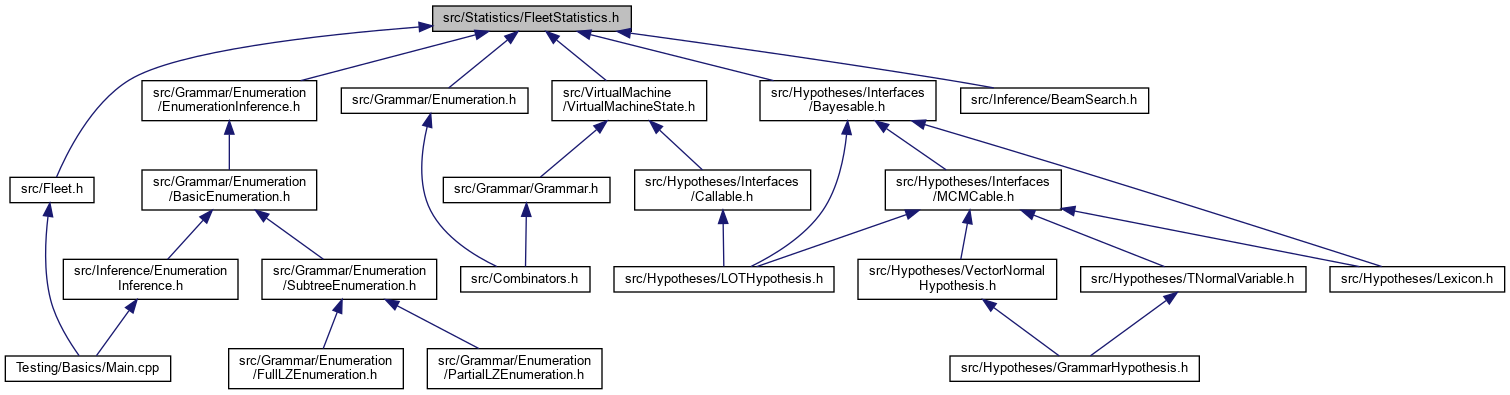 src/Statistics/FleetStatistics.h
src/Grammar/Enumeration
/EnumerationInference.h
src/Grammar/Enumeration.h
src/VirtualMachine
/VirtualMachineState.h
src/Hypotheses/Interfaces
/Bayesable.h
src/Inference/BeamSearch.h
src/Fleet.h
src/Grammar/Enumeration
/BasicEnumeration.h
src/Grammar/Grammar.h
src/Hypotheses/Interfaces
/Callable.h
src/Hypotheses/Interfaces
/MCMCable.h
src/Inference/Enumeration
Inference.h
src/Grammar/Enumeration
/SubtreeEnumeration.h
src/Combinators.h
src/Hypotheses/LOTHypothesis.h
src/Hypotheses/VectorNormal
Hypothesis.h
src/Hypotheses/TNormalVariable.h
src/Hypotheses/Lexicon.h
Testing/Basics/Main.cpp
src/Grammar/Enumeration
/FullLZEnumeration.h
src/Grammar/Enumeration
/PartialLZEnumeration.h
src/Hypotheses/GrammarHypothesis.h